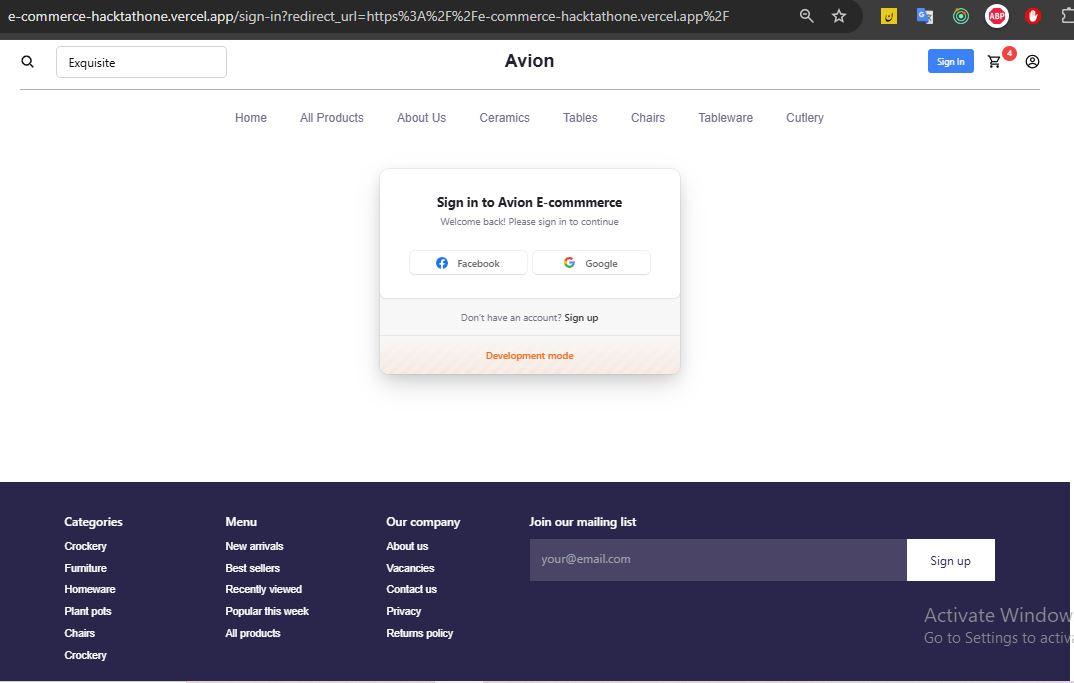 e-commerce-hacktathone.vercel.app/sign-in?redirect_url=https%3A%2F%2Fe-commerce-hacktathone.vercel.app%2F
ABP
Exquisite
Avion
Sign In
4
Home All Products About Us Ceramics Tables Chairs Tableware Cutlery
Sign in to Avion E-commmerce
Welcome back! Please sign in to continue
Facebook Google
Don't have an account? Sign up
Development mode
Categories
Crockery
Furniture
Homeware
Plant pots
Chairs
Crockery
Menu
New arrivals
Best sellers
Recently viewed
Popular this week
All products
Our company
About us
Vacancies
Contact us
Privacy
Returns policy
Join our mailing list
your@email.com Sign up
Activate Window
Go to Settings to activ